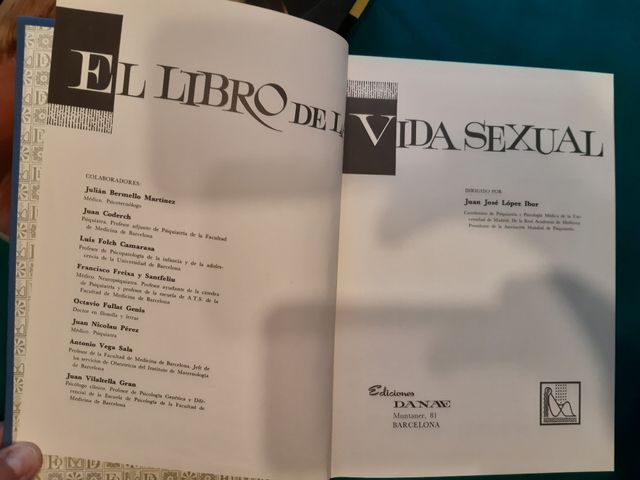 EL LIBRO DE LA
VIDA SEXUAL
COLABORADORES:
Julián Bermello Martínez
Médico. Psicotecnólogo
Juan Coderch
Psiquiatra. Profesor adjunto de Psiquiatría de la Facultad
de Medicina de Barcelona
Luis Folch Camarasa
Profesor de Psicopatología de la infancia y de la adoles-
cencia de la Universidad de Barcelona
Francisco Freixa y Santfeliu
Médico. Neuropsiquiatra. Profesor ayudante de la cátedra
de Psiquiatría y profesor de la escuela de A.T.S. de la
Facultad de Medicina de Barcelona
Octavio Fullat Genís
Doctor en filosofía y letras
Juan Nicolau Pérez
Médico. Psiquiatra
Antonio Vega Sala
Profesor de la Facultad de Medicina de Barcelona. Jefe de
los servicios de Obstetricia del Instituto de Maternología
de Barcelona
Juan Vilaltella Gran
Psicólogo clínico. Profesor de Psicología Genética y Dife-
rencial de la Escuela de Psicología de la Facultad de
Medicina de Barcelona
DIRIGIDO POR
Juan José López Ibor
Catedrático de Psiquiatría y Psicología Médica de la Uni-
versidad de Madrid. De la Real Academia de Medicina
Presidente de la Asociación Mundial de Psiquiatría.
Ediciones
DANAE
Muntaner, 81
BARCELONA